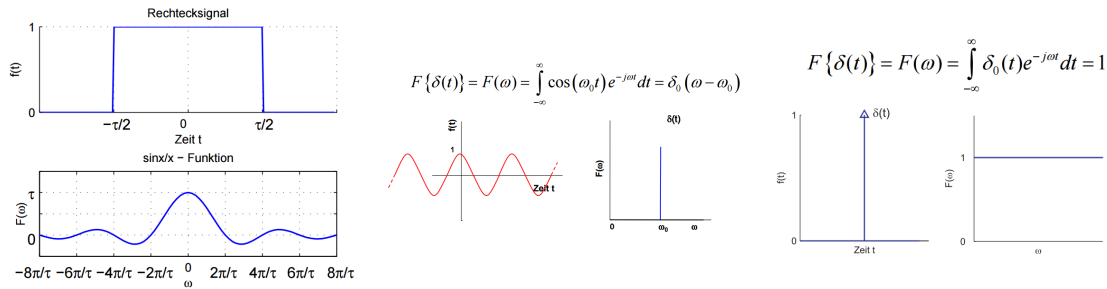 Rechtecksignal
1
f(t)
0
−τ/2 0 τ/2
Zeit t
sinx/x − Funktion
τ
F(ω)
0
−8π/τ −6π/τ −4π/τ −2π/τ 0 2π/τ 4π/τ 6π/τ 8π/τ
ω
F{δ(t)} = F(ω) = ∫_{-∞}^{∞} cos(ω₀t)e^{-jωt}dt = δ₀(ω−ω₀)
f(t)
1
Zeit t
δ(t)
F(ω)
0 ω₀ ω
F{δ(t)} = F(ω) = ∫_{-∞}^{∞} δ₀(t)e^{-jωt}dt = 1
1
δ(t)
f(t)
0
Zeit t
1
F(ω)
0
ω